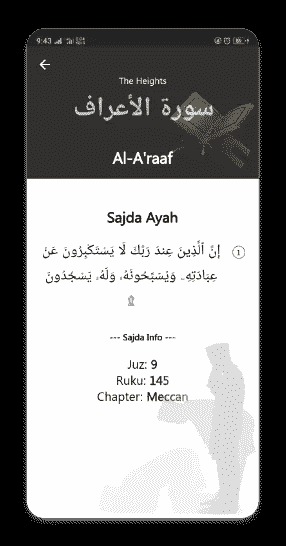 9:43
The Heights
سورة الأعراف
Al-A'raaf
Sajda Ayah
إِنَّ ٱلَّذِينَ عِندَ رَبِّكَ لَا يَسْتَكْبِرُونَ عَنْ ①
عِبَادَتِهِۦ وَيُسَبِّحُونَهُۥ وَلَهُۥ يَسْجُدُونَ
۩
--- Sajda Info ---
Juz: 9
Ruku: 145
Chapter: Meccan